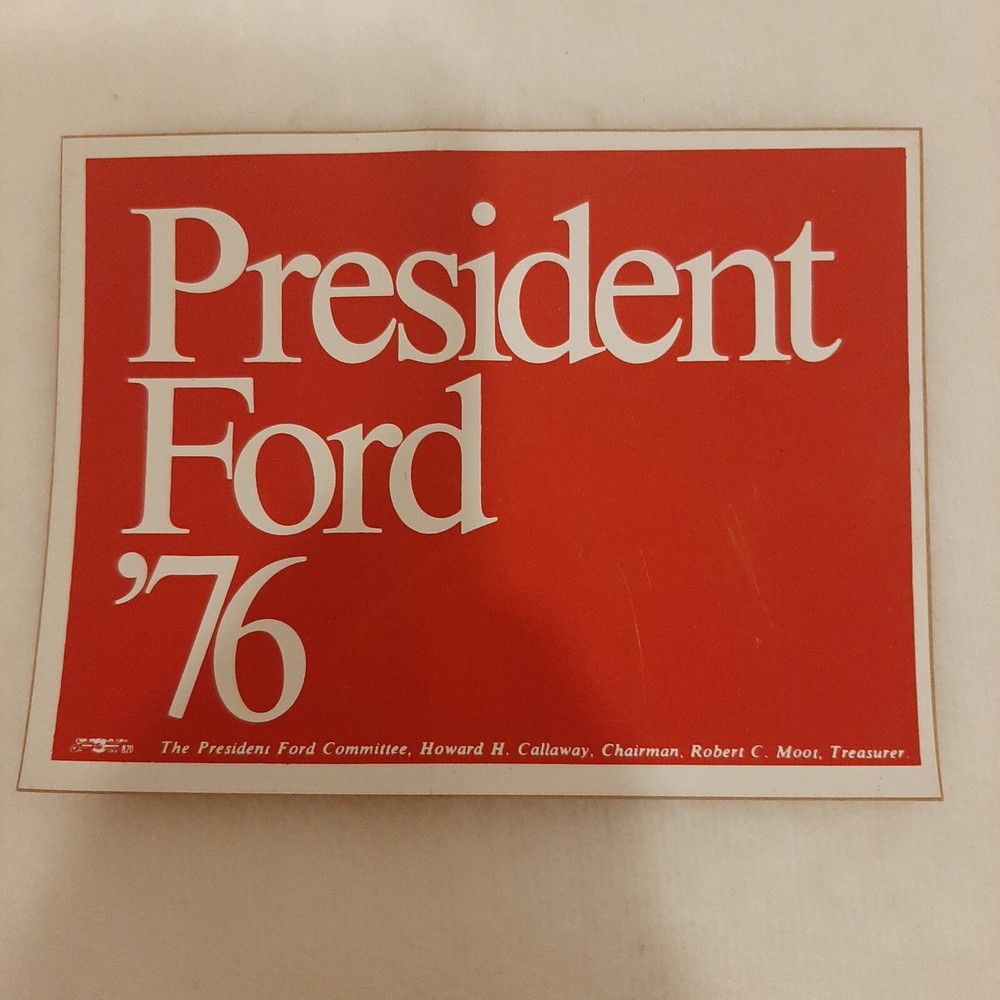 President
Ford
’76
The President Ford Committee, Howard H. Callaway, Chairman, Robert C. Moot, Treasurer.